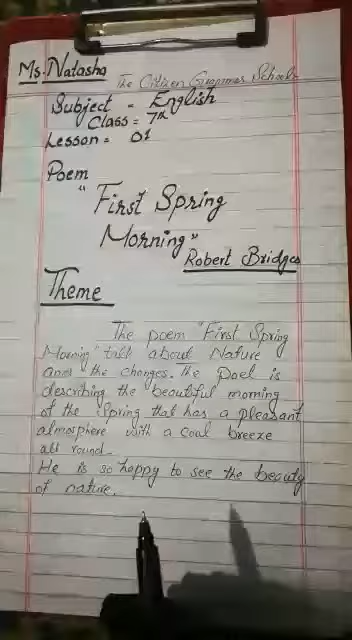 Ms. Natasha
The Citizen Grammar Schools
Subject = English
Class = 7th
Lesson = 01
Poem
"First Spring
Morning"
Robert Bridges
Theme
The poem "First Spring
Morning" talk about Nature
and the changes. the Poet is
describing the beautiful morning
of the Spring that has a pleasant
atmosphere with a coal breeze
all round.
He is so happy to see the beauty
of nature.